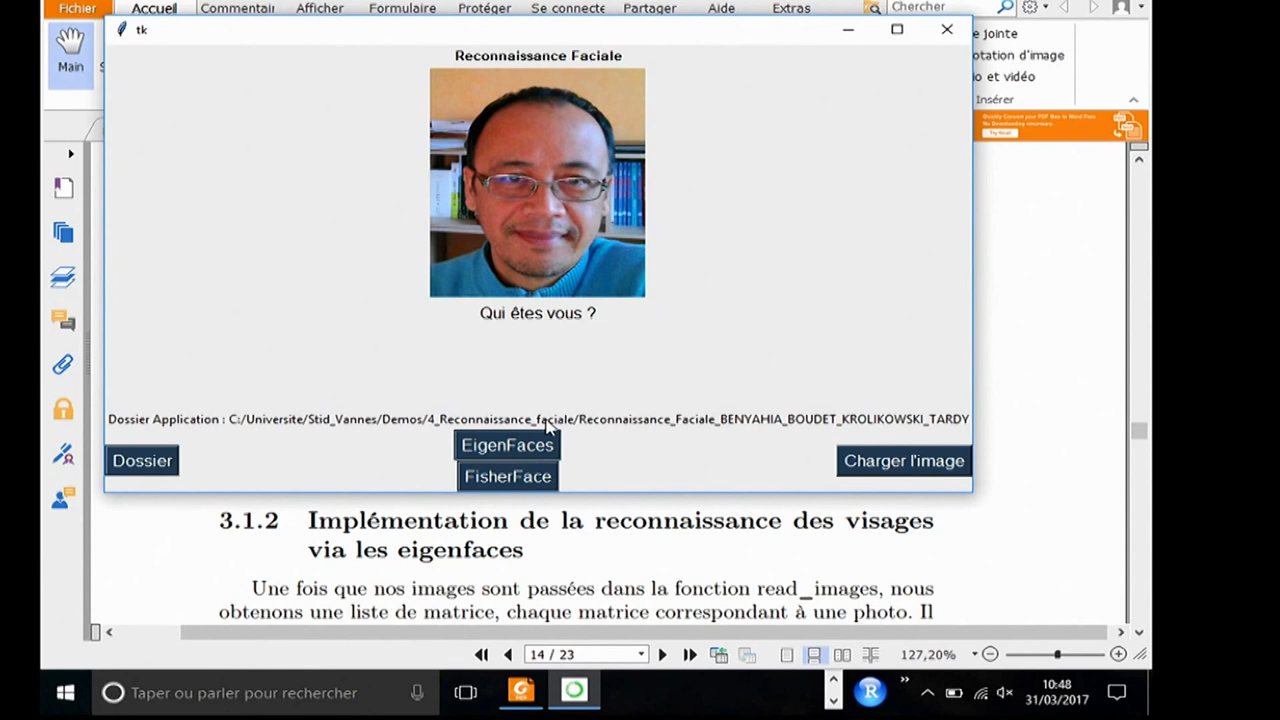 Fichier Accueil Commentair Afficher Formulaire Protéger Se connecte Partager Aide Extras Chercher
tk
Main
e jointe
otation d'image
io et vidéo
Insérer
Reconnaissance Faciale
Qui êtes vous ?
Dossier Application : C:/Universite/Stid_Vannes/Demos/4_Reconnaissance_faciale/Reconnaissance_Faciale_BENYAHIA_BOUDET_KROLIKOWSKI_TARDY
Dossier
EigenFaces
FisherFace
Charger l'image
3.1.2 Implémentation de la reconnaissance des visages
via les eigenfaces
Une fois que nos images sont passées dans la fonction read_images, nous
obtenons une liste de matrice, chaque matrice correspondant à une photo. Il
14 / 23
127,20%
Taper ou parler pour rechercher
R
10:48
31/03/2017